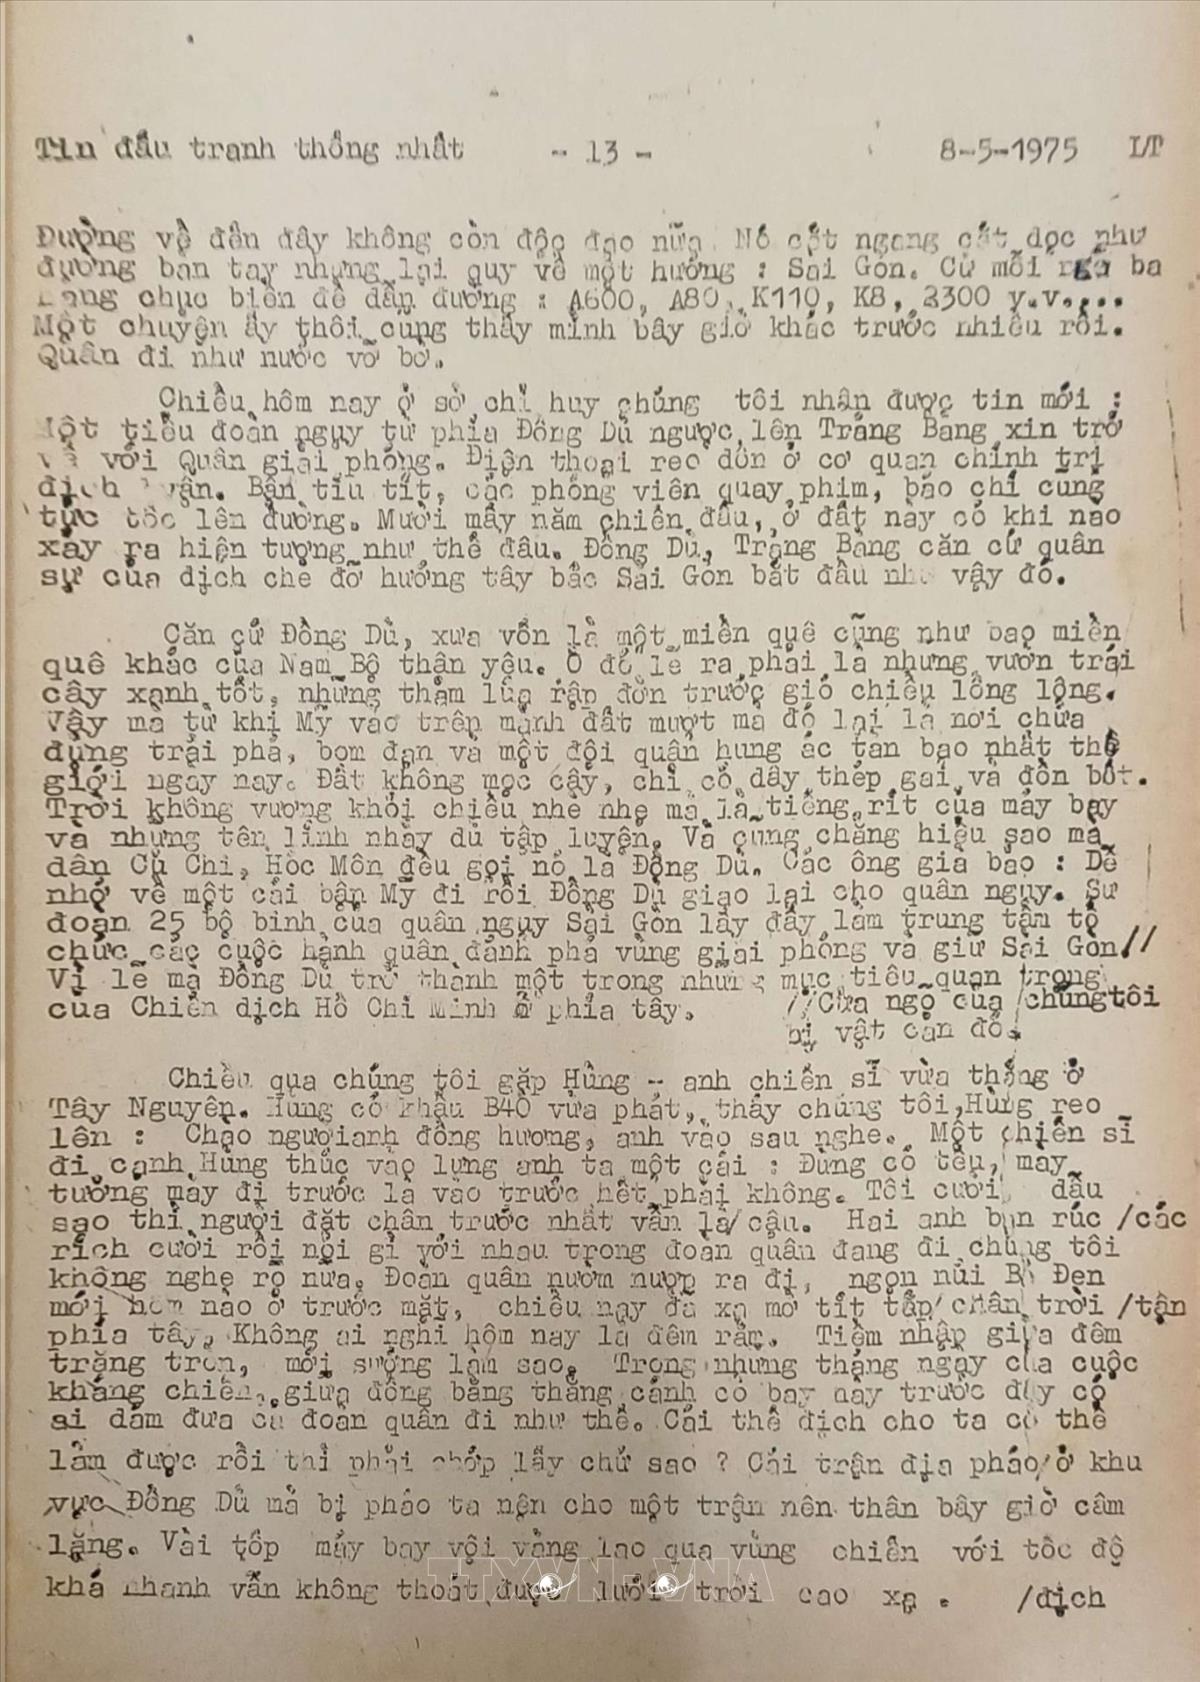 Tin đấu tranh thống nhất - 13 - 8-5-1975 L/T
Đường về đến đây không còn độc đạo nữa. Nó cắt ngang cắt dọc như
đường bàn tay nhưng lại quy về một hướng : Sài Gòn. Cứ mỗi ngã ba
hàng chục biển đề dẫn đường : A600, A80, K110, K8, 2300 v.v....
Một chuyện ấy thôi cũng thấy mình bây giờ khác trước nhiều rồi.
Quân đi như nước vỡ bờ.
Chiều hôm nay ở sở chỉ huy chúng tôi nhận được tin mới :
Một tiểu đoàn ngụy từ phía Đồng Dù ngược lên Trảng Bàng xin trở
về với Quân giải phóng. Điện thoại reo dồn ở cơ quan chính trị
địch vận. Bận tíu tít, các phóng viên quay phim, báo chí cũng
tức tốc lên đường. Mười mấy năm chiến đấu, ở đất này có khi nào
xảy ra hiện tượng như thế đâu. Đồng Dù, Trảng Bàng căn cứ quân
sự của địch che đỡ hướng tây bắc Sài Gòn bắt đầu như vậy đó.
Căn cứ Đồng Dù, xưa vốn là một miền quê cũng như bao miền
quê khác của Nam Bộ thân yêu. Ở đó lẽ ra phải là những vườn trái
cây xanh tốt, những thảm lúa rập dờn trước gió chiều lồng lộng.
Vậy mà từ khi Mỹ vào trên mảnh đất mượt mà đó lại là nơi chứa
đựng trái phá, bom đạn và một đội quân hung ác tàn bạo nhất thế
giới ngày nay. Đất không mọc cây, chỉ có dây thép gai và đồn bốt.
Trời không vương khói chiều nhè nhẹ mà là tiếng rít của máy bay
và những tên lính nhảy dù tập luyện. Và cũng chẳng hiểu sao mà
dân Củ Chi, Hóc Môn đều gọi nó là Đồng Dù. Các ông già bảo : Dễ
nhớ về một cái bận Mỹ đi rồi Đồng Dù giao lại cho quân ngụy. Sư
đoàn 25 bộ binh của quân ngụy Sài Gòn lấy đấy làm trung tâm tổ
chức các cuộc hành quân đánh phá vùng giải phóng và giữ Sài Gòn.//
Vì lẽ mà Đồng Dù trở thành một trong những mục tiêu quan trọng
của Chiến dịch Hồ Chí Minh ở phía tây. //Cửa ngõ của chúng tôi
bị vật cản đó.
Chiều qua chúng tôi gặp Hùng - anh chiến sĩ vừa thắng ở
Tây Nguyên. Hùng có khẩu B40 vừa phát, thấy chúng tôi, Hùng reo
lên : Chào người anh đồng hương, anh vào sau nghe. Một chiến sĩ
đi cạnh Hùng thúc vào lưng anh ta một cái : Đừng có tếu, mày
tưởng mày đi trước là vào trước hết phải không. Tôi cười, dẫu
sao thì người đặt chân trước nhất vẫn là/ cậu. Hai anh bạn rúc /các
rích cười rồi nói gì với nhau trong đoàn quân đang đi chúng tôi
không nghe rõ nữa. Đoàn quân nườm nượp ra đi, ngọn núi Bà Đen
mới hôm nào ở trước mặt, chiều nay đã xa mờ tít tắp/ chân trời /tận
phía tây. Không ai nghĩ hôm nay là đêm rằm. Tiềm nhập giữa đêm
trăng tròn, mới sướng làm sao. Trong những tháng ngày của cuộc
kháng chiến, giữa đồng bằng thẳng cánh cò bay này trước đây có
ai dám đưa cả đoàn quân đi như thế. Cái thế địch cho ta có thể
làm được rồi thì phải chớp lấy chứ sao ? Cái trận địa pháo/ ở khu
vực Đồng Dù mà bị pháo ta nện cho một trận nên thân bây giờ câm
lặng. Vài tốp máy bay vội vàng lao qua vùng chiến với tốc độ
khá nhanh vẫn không thoát được lưới trời cao xạ. /địch
TTXVN-VNA